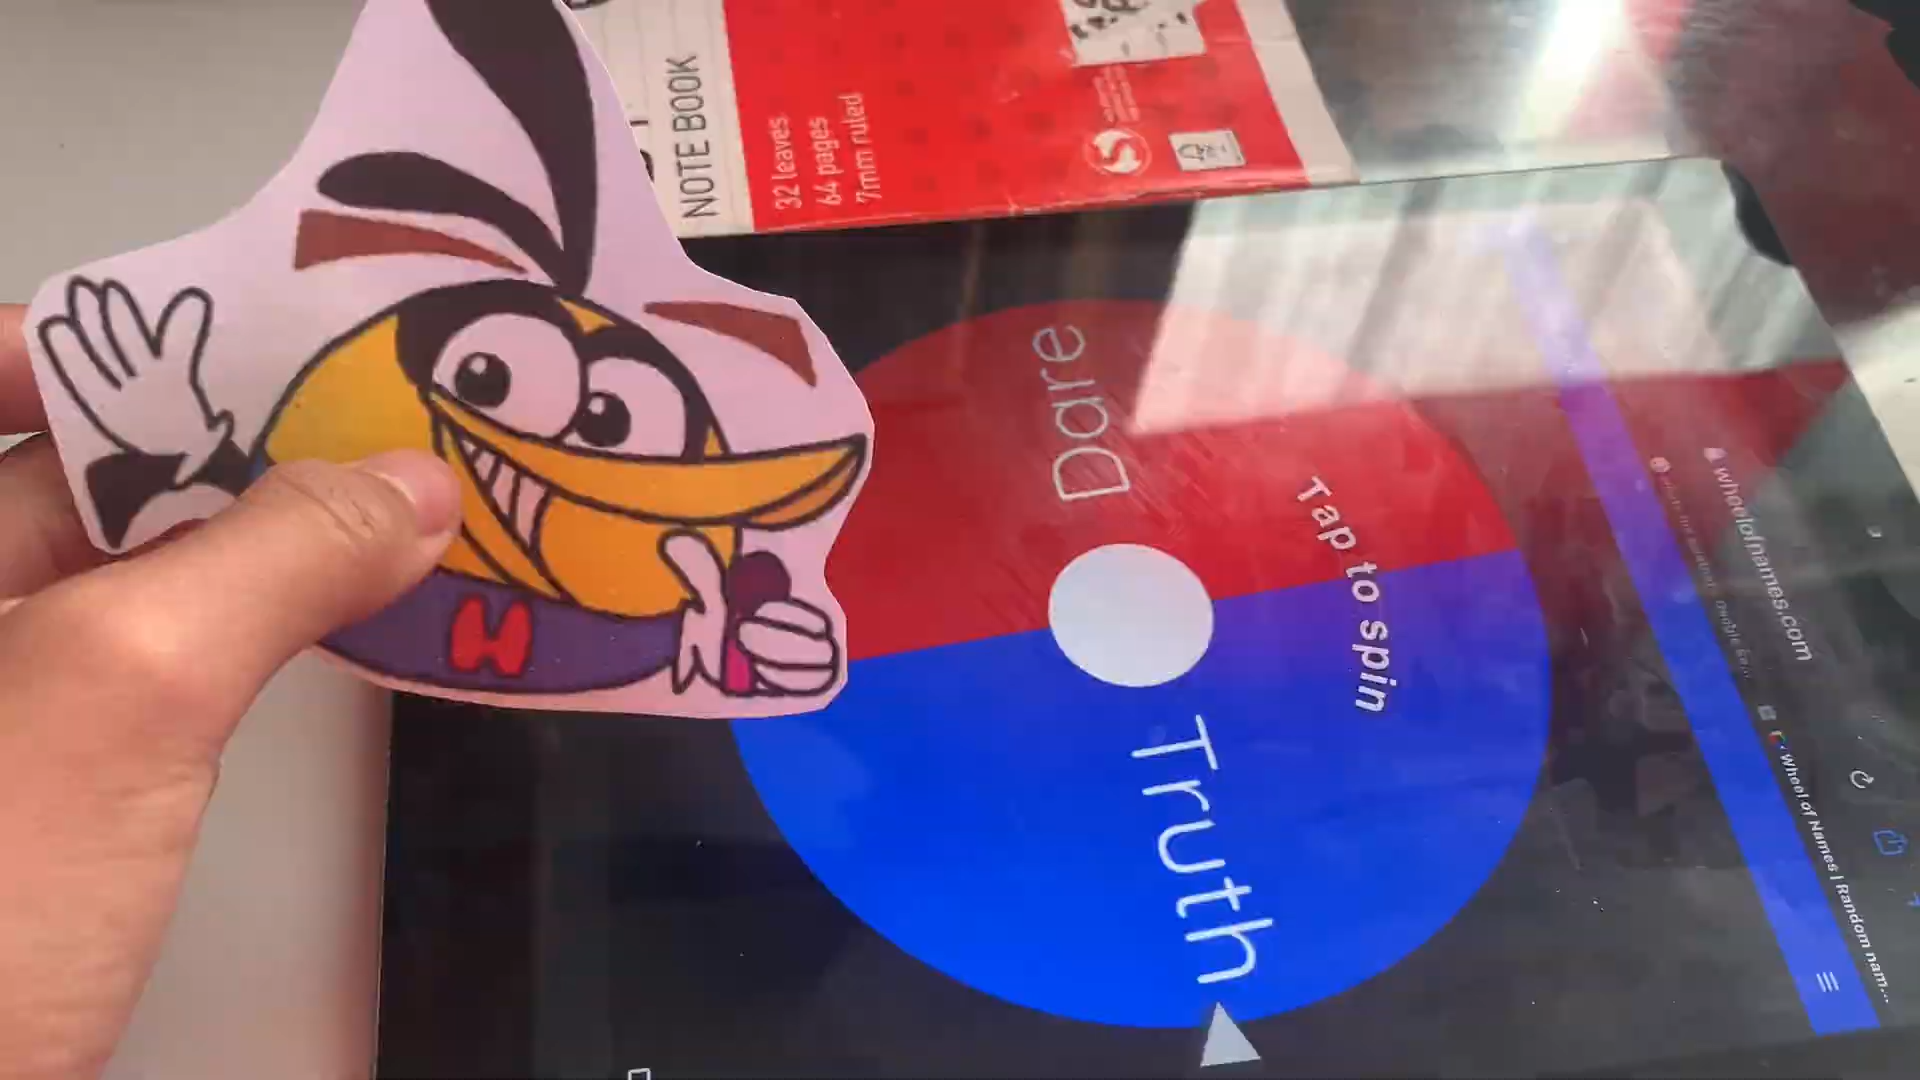 NOTE BOOK
32 leaves
64 pages
7mm ruled
Dare
Truth
Tap to spin
wheelofnames.com
Wheel of Names | Random nam...
H